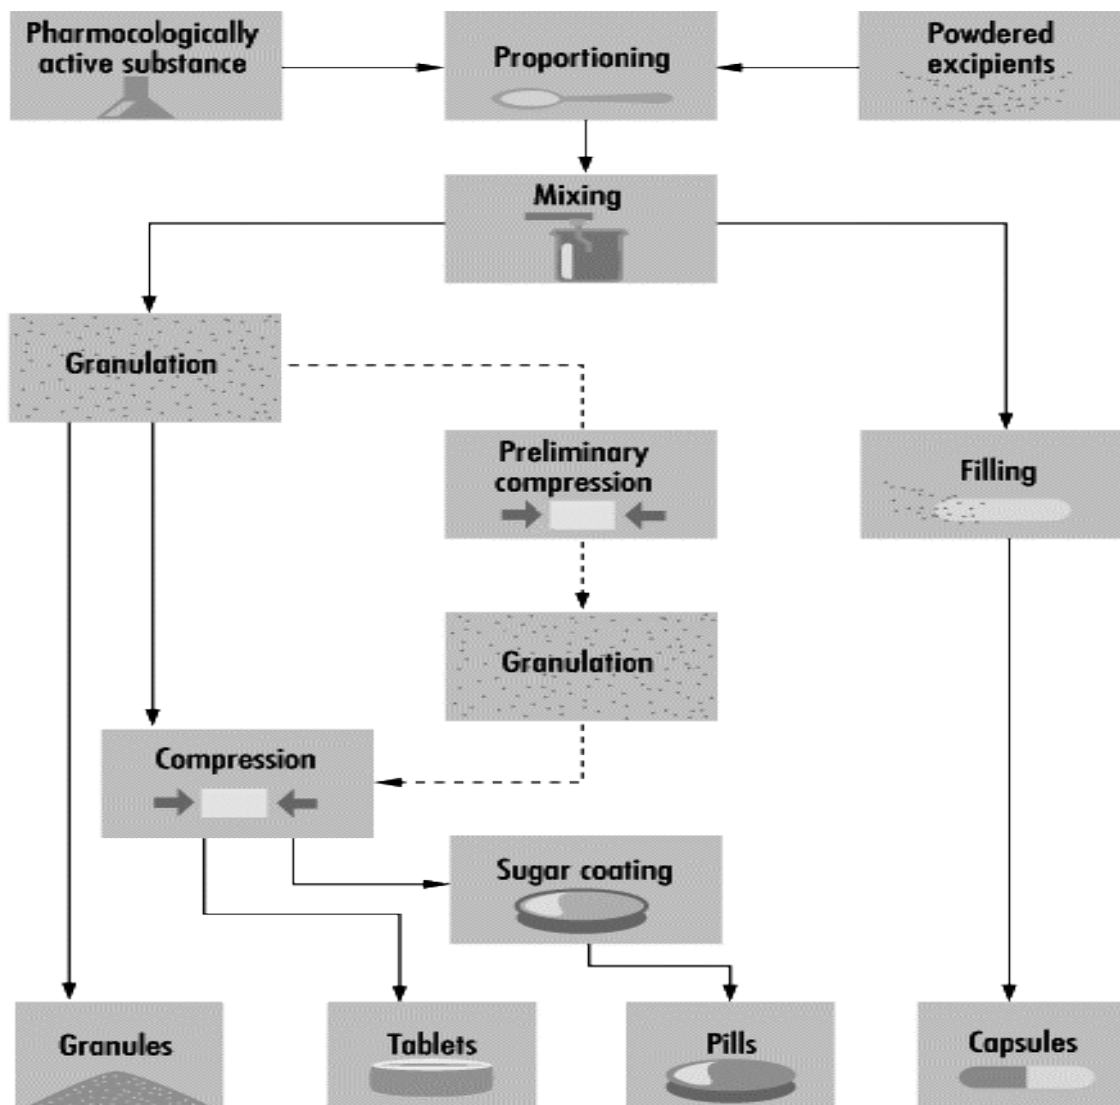 Pharmocologically
active substance
Proportioning
Powdered
excipients
Mixing
Granulation
Preliminary
compression
Filling
Granulation
Compression
Sugar coating
Granules
Tablets
Pills
Capsules